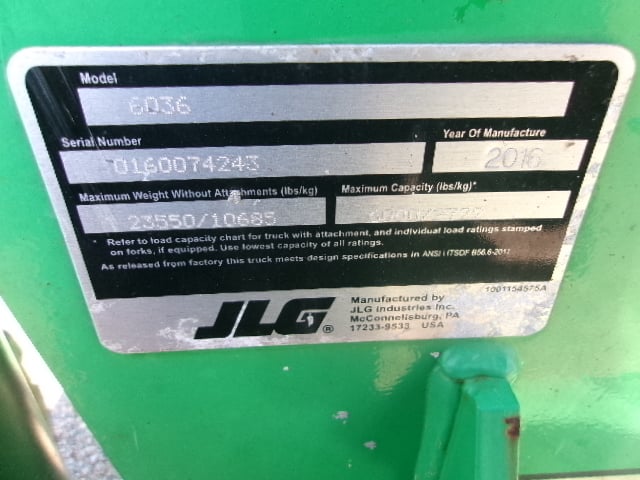 Model
6036
Serial Number
0160074243
Year Of Manufacture
2016
Maximum Weight Without Attachments (lbs/kg)
23550/10685
Maximum Capacity (lbs/kg)*
* Refer to load capacity chart for truck with attachment, and individual load ratings stamped
on forks, if equipped. Use lowest capacity of all ratings.
As released from factory this truck meets design specifications in ANSI / ITSDF B56.6-2011
1001154575A
JLG®
Manufactured by
JLG Industries Inc.
McConnellsburg, PA
17233-9533 USA